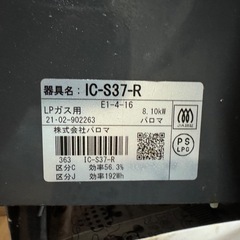 器具名： IC-S37-R
E1-4-16
LPガス用 8.10kW
21-02-902263 パロマ
株式会社パロマ
363 IC-S37-R
区分C 効率56.3%
区分J 効率192Wh
PS
LPG